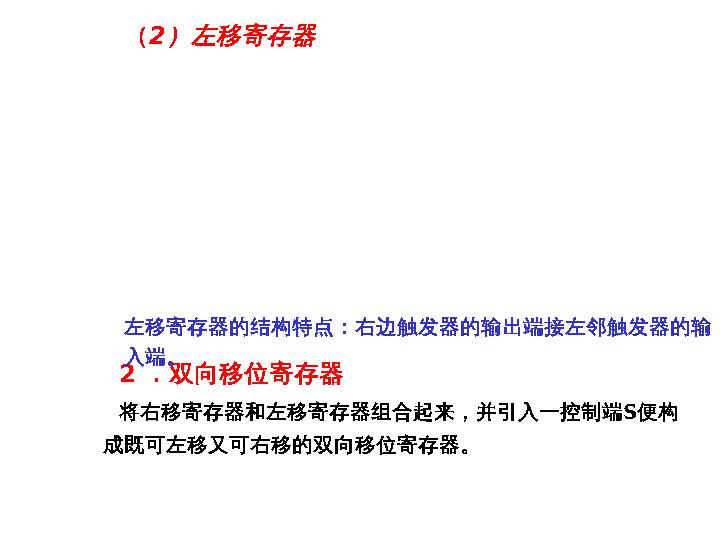 （2）左移寄存器
左移寄存器的结构特点：右边触发器的输出端接左邻触发器的输
入端。
2 ．双向移位寄存器
将右移寄存器和左移寄存器组合起来，并引入一控制端S便构
成既可左移又可右移的双向移位寄存器。